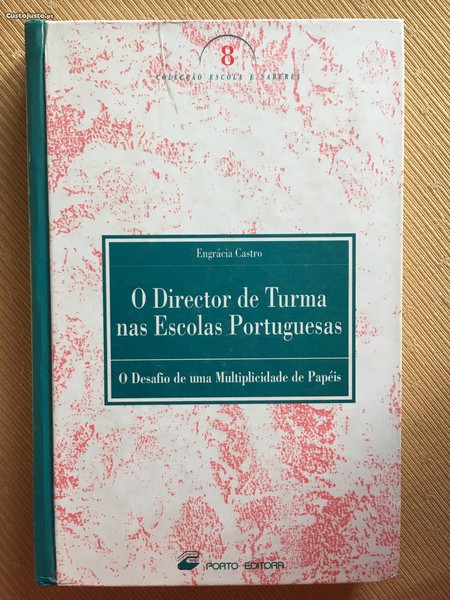 CustoJusto.pt
8
COLECÇÃO ESCOLA E SABERES
Engrácia Castro
O Director de Turma
nas Escolas Portuguesas
O Desafio de uma Multiplicidade de Papéis
PORTO EDITORA